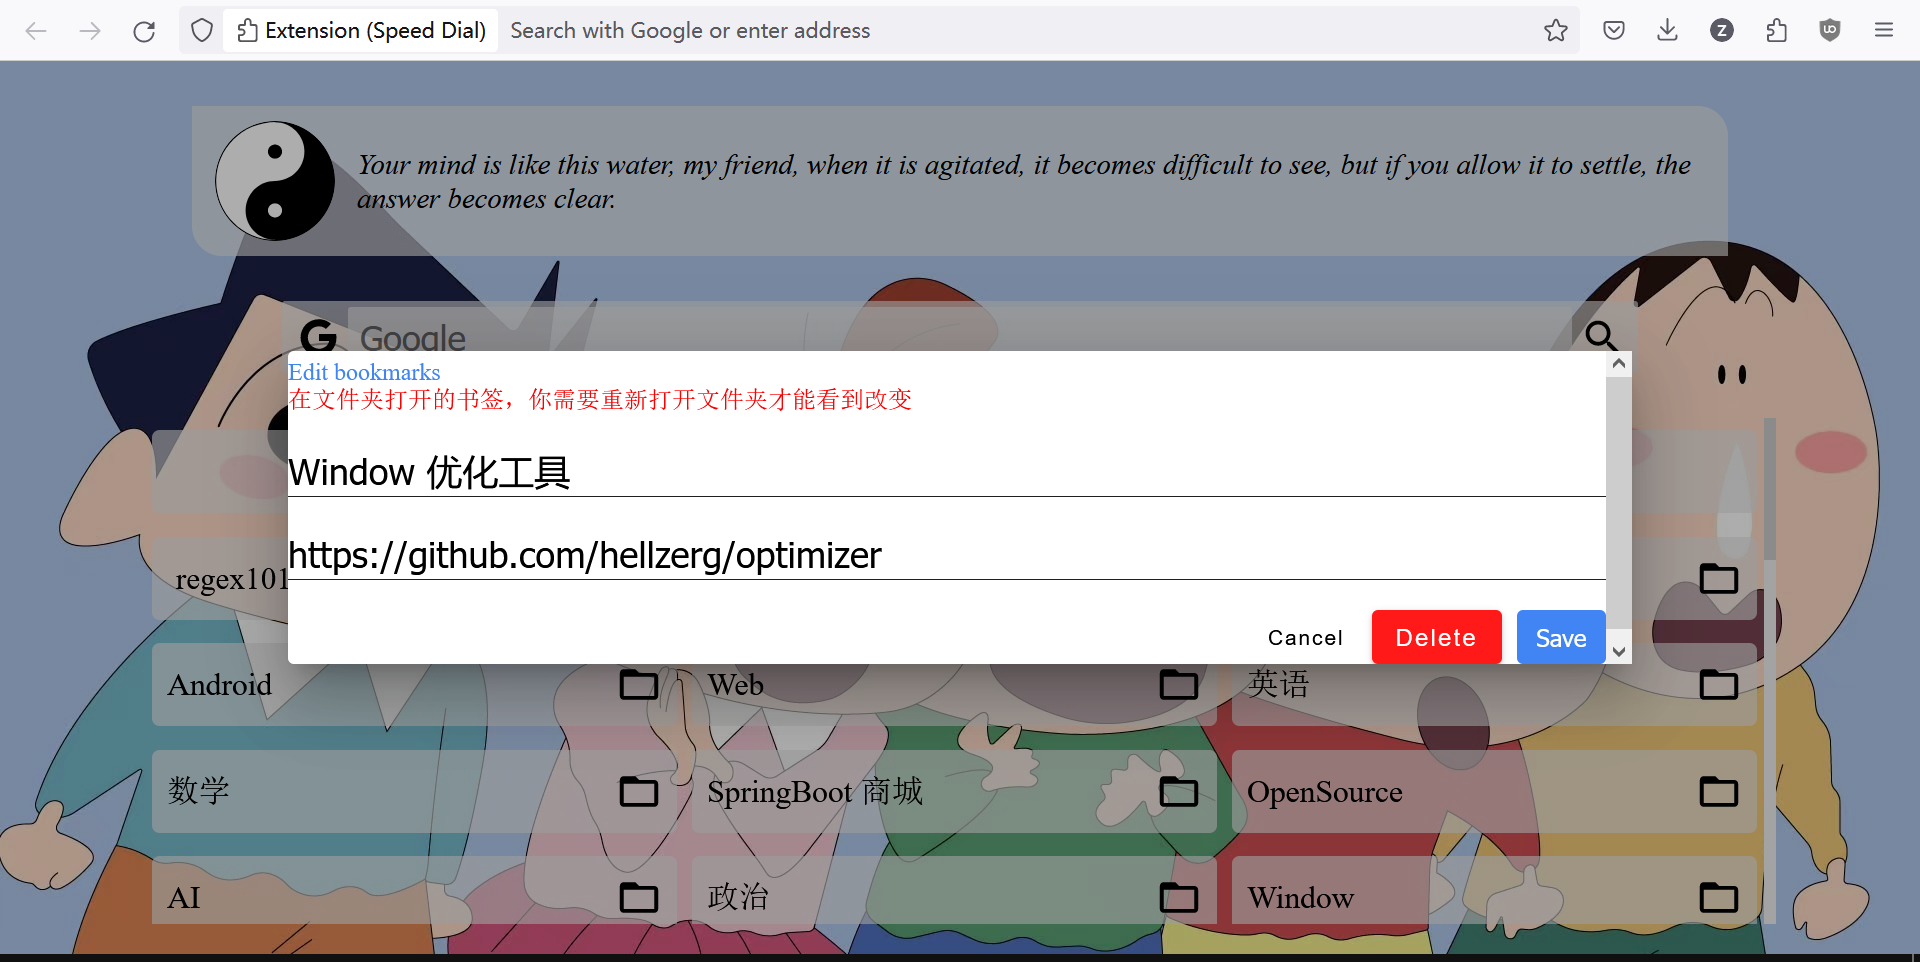 Extension (Speed Dial) Search with Google or enter address
Z
Your mind is like this water, my friend, when it is agitated, it becomes difficult to see, but if you allow it to settle, the
answer becomes clear.
G Google
Edit bookmarks
在文件夹打开的书签，你需要重新打开文件夹才能看到改变
Window 优化工具
https://github.com/hellzerg/optimizer
regex101
Cancel Delete Save
Android Web 英语
数学 SpringBoot 商城 OpenSource
AI 政治 Window